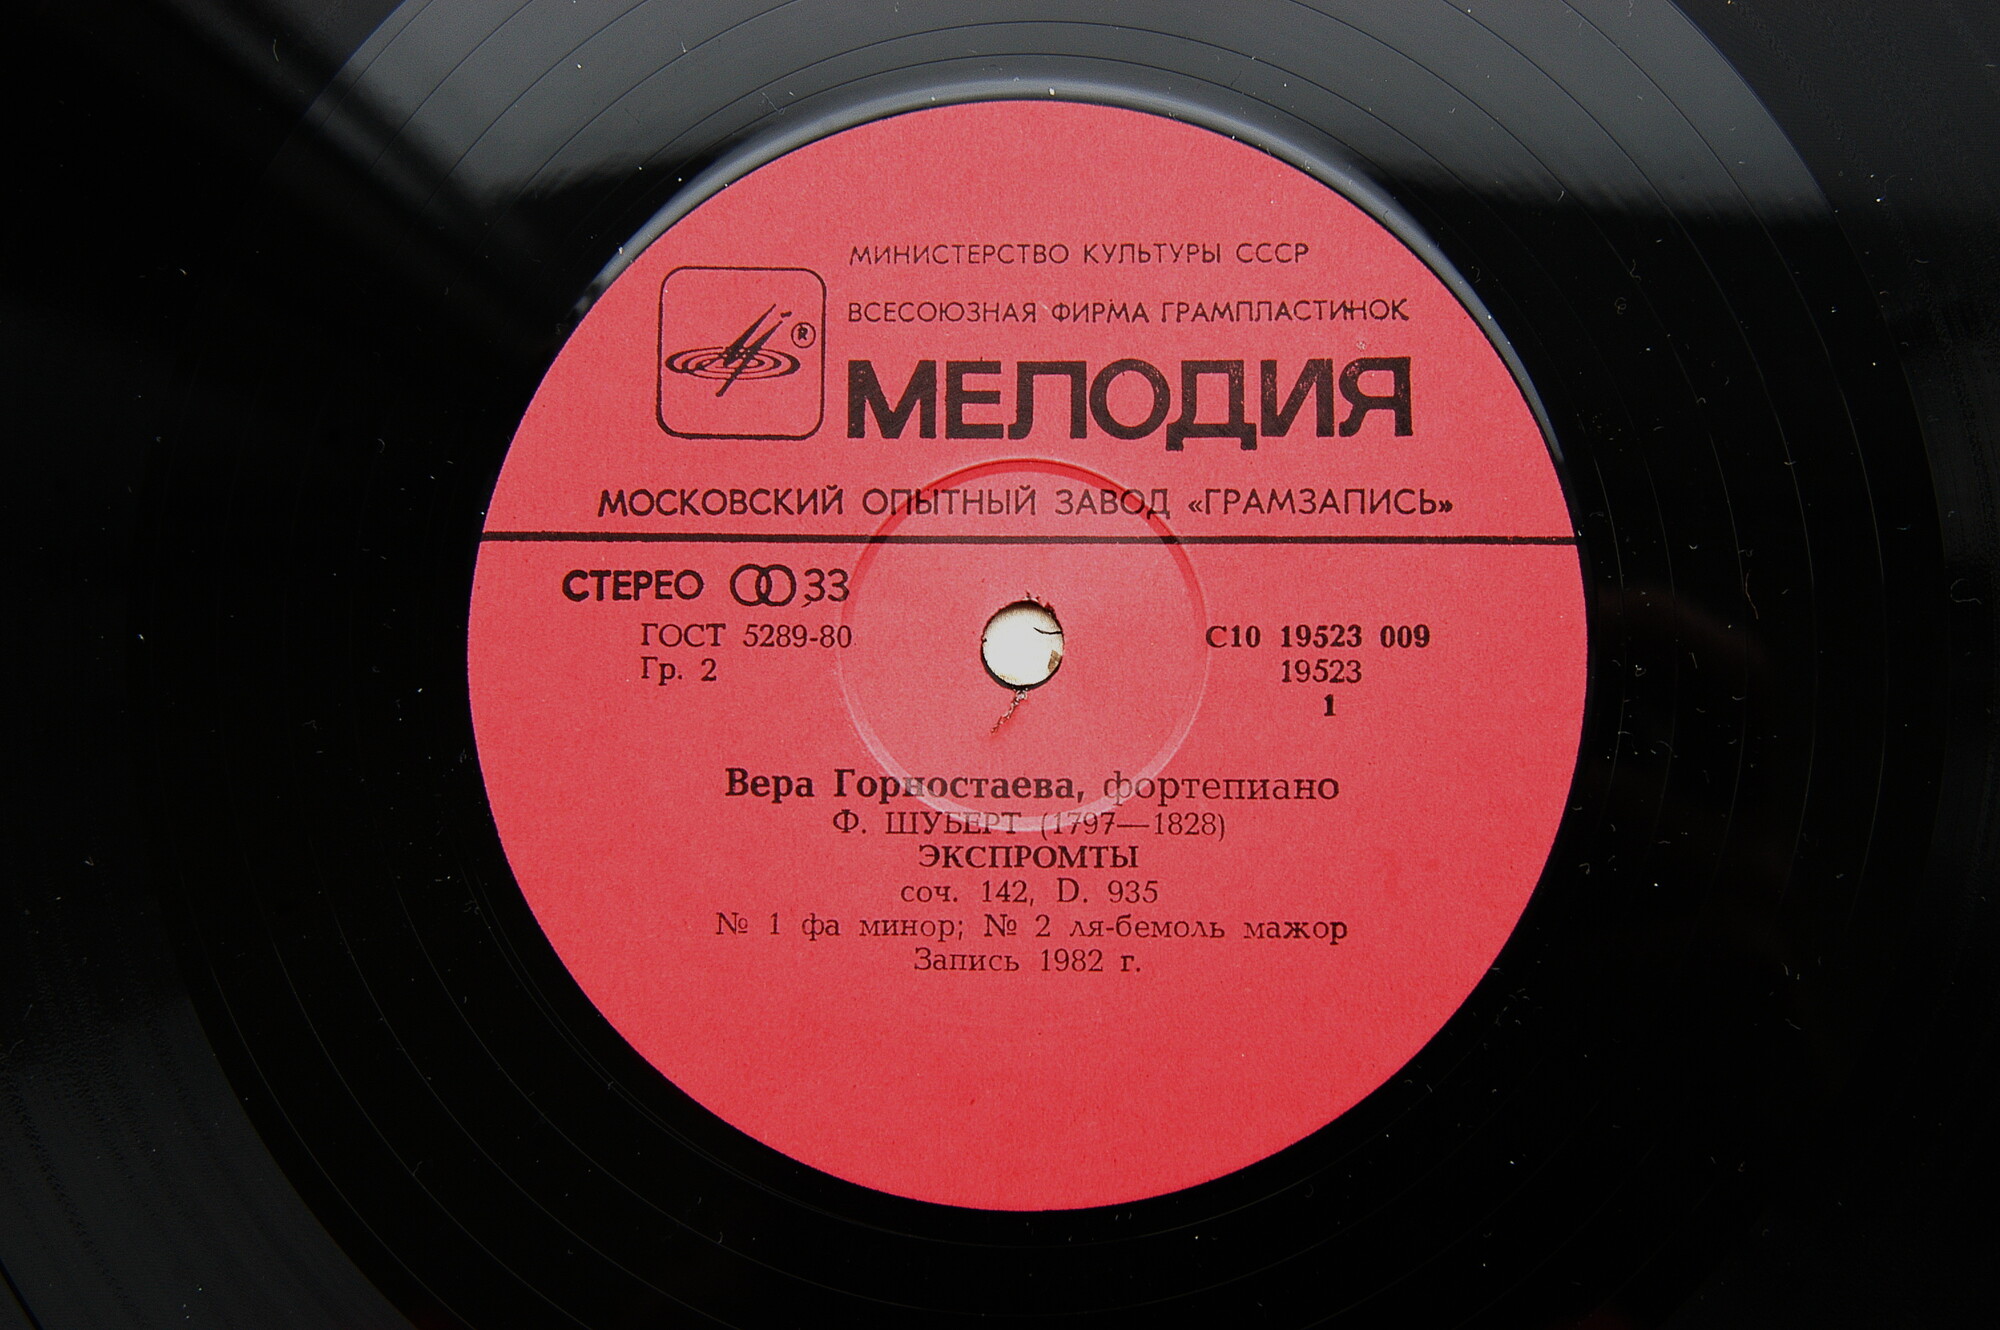 МИНИСТЕРСТВО КУЛЬТУРЫ СССР
ВСЕСОЮЗНАЯ ФИРМА ГРАМПЛАСТИНОК
®
МЕЛОДИЯ
МОСКОВСКИЙ ОПЫТНЫЙ ЗАВОД «ГРАМЗАПИСЬ»
СТЕРЕО 33
ГОСТ 5289-80
Гр. 2
С10 19523 009
19523
1
Вера Горностаева, фортепиано
Ф. ШУБЕРТ (1797—1828)
ЭКСПРОМТЫ
соч. 142, D. 935
№ 1 фа минор; № 2 ля-бемоль мажор
Запись 1982 г.